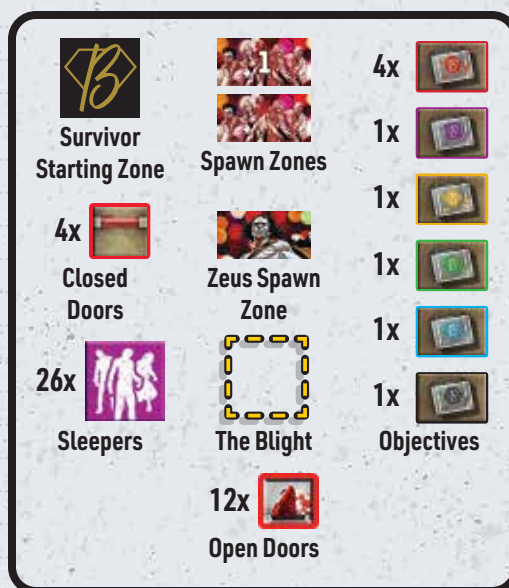 B
Survivor
Starting Zone
4x
Closed
Doors
26x
Sleepers
1
Spawn Zones
Zeus Spawn
Zone
The Blight
12x
Open Doors
4x
1x
1x
1x
1x
1x
Objectives